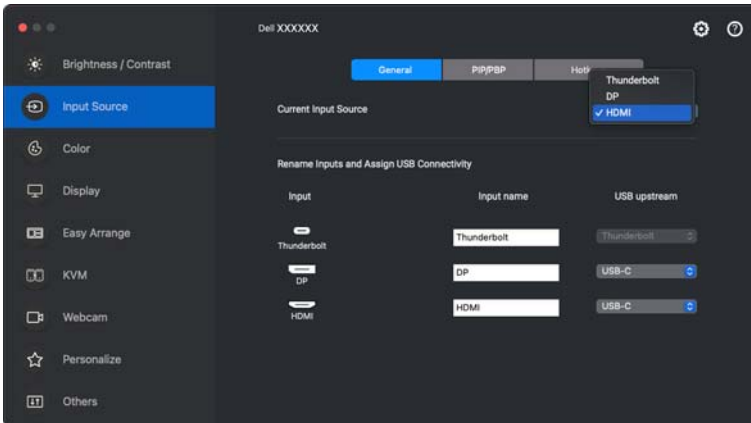 Dell XXXXXX
Brightness / Contrast
Input Source
Color
Display
Easy Arrange
KVM
Webcam
Personalize
Others
General
PIP/PBP
Thunderbolt
DP
✓ HDMI
Current Input Source
Rename Inputs and Assign USB Connectivity
Input
Input name
USB upstream
Thunderbolt
Thunderbolt
Thunderbolt
DP
DP
USB-C
HDMI
HDMI
USB-C